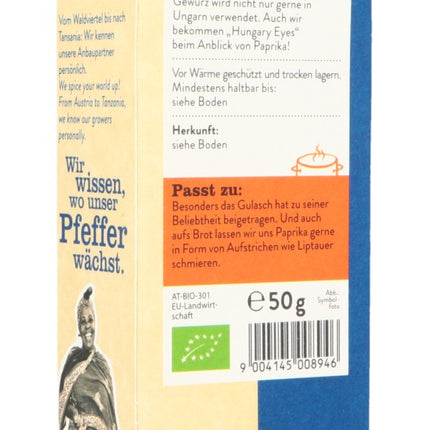 Vom Waldviertel bis nach
Tansania: Wir kennen
unsere Anbaupartner
persönlich.
We spice your world up!
From Austria to Tanzania,
we know our growers
personally.
Wir
wissen,
wo unser
Pfeffer
wächst.
Gewürz wird nicht nur gerne in
Ungarn verwendet. Auch wir
bekommen „Hungary Eyes“
beim Anblick von Paprika!
Vor Wärme geschützt und trocken lagern.
Mindestens haltbar bis:
siehe Boden
Herkunft:
siehe Boden
Passt zu:
Besonders das Gulasch hat zu seiner
Beliebtheit beigetragen. Und auch
aufs Brot lassen wir uns Paprika gerne
in Form von Aufstrichen wie Liptauer
schmieren.
AT-BIO-301
EU-Landwirt-
schaft
℮ 50 g
Abb.:
Symbol-
foto
9 004145 008946